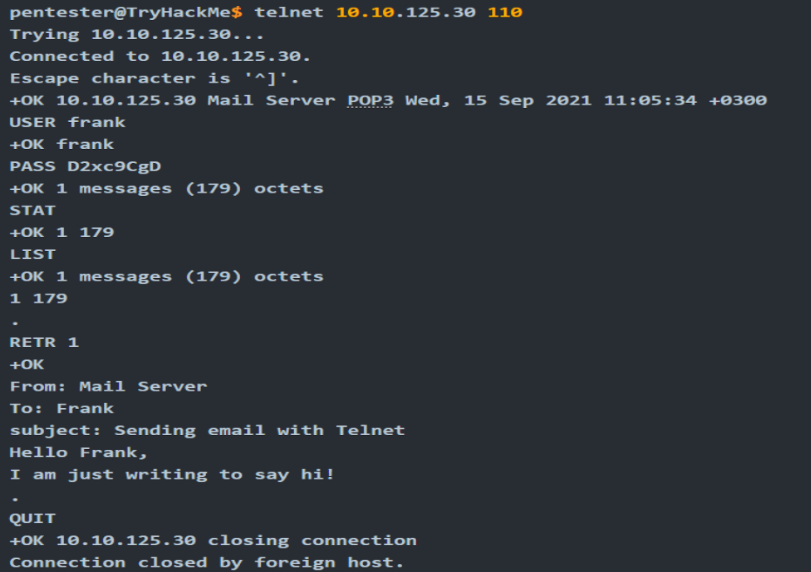 pentester@TryHackMe$ telnet 10.10.125.30 110
Trying 10.10.125.30...
Connected to 10.10.125.30.
Escape character is '^]'.
+OK 10.10.125.30 Mail Server POP3 Wed, 15 Sep 2021 11:05:34 +0300
USER frank
+OK frank
PASS D2xc9CgD
+OK 1 messages (179) octets
STAT
+OK 1 179
LIST
+OK 1 messages (179) octets
1 179
.
RETR 1
+OK
From: Mail Server
To: Frank
subject: Sending email with Telnet
Hello Frank,
I am just writing to say hi!
.
QUIT
+OK 10.10.125.30 closing connection
Connection closed by foreign host.